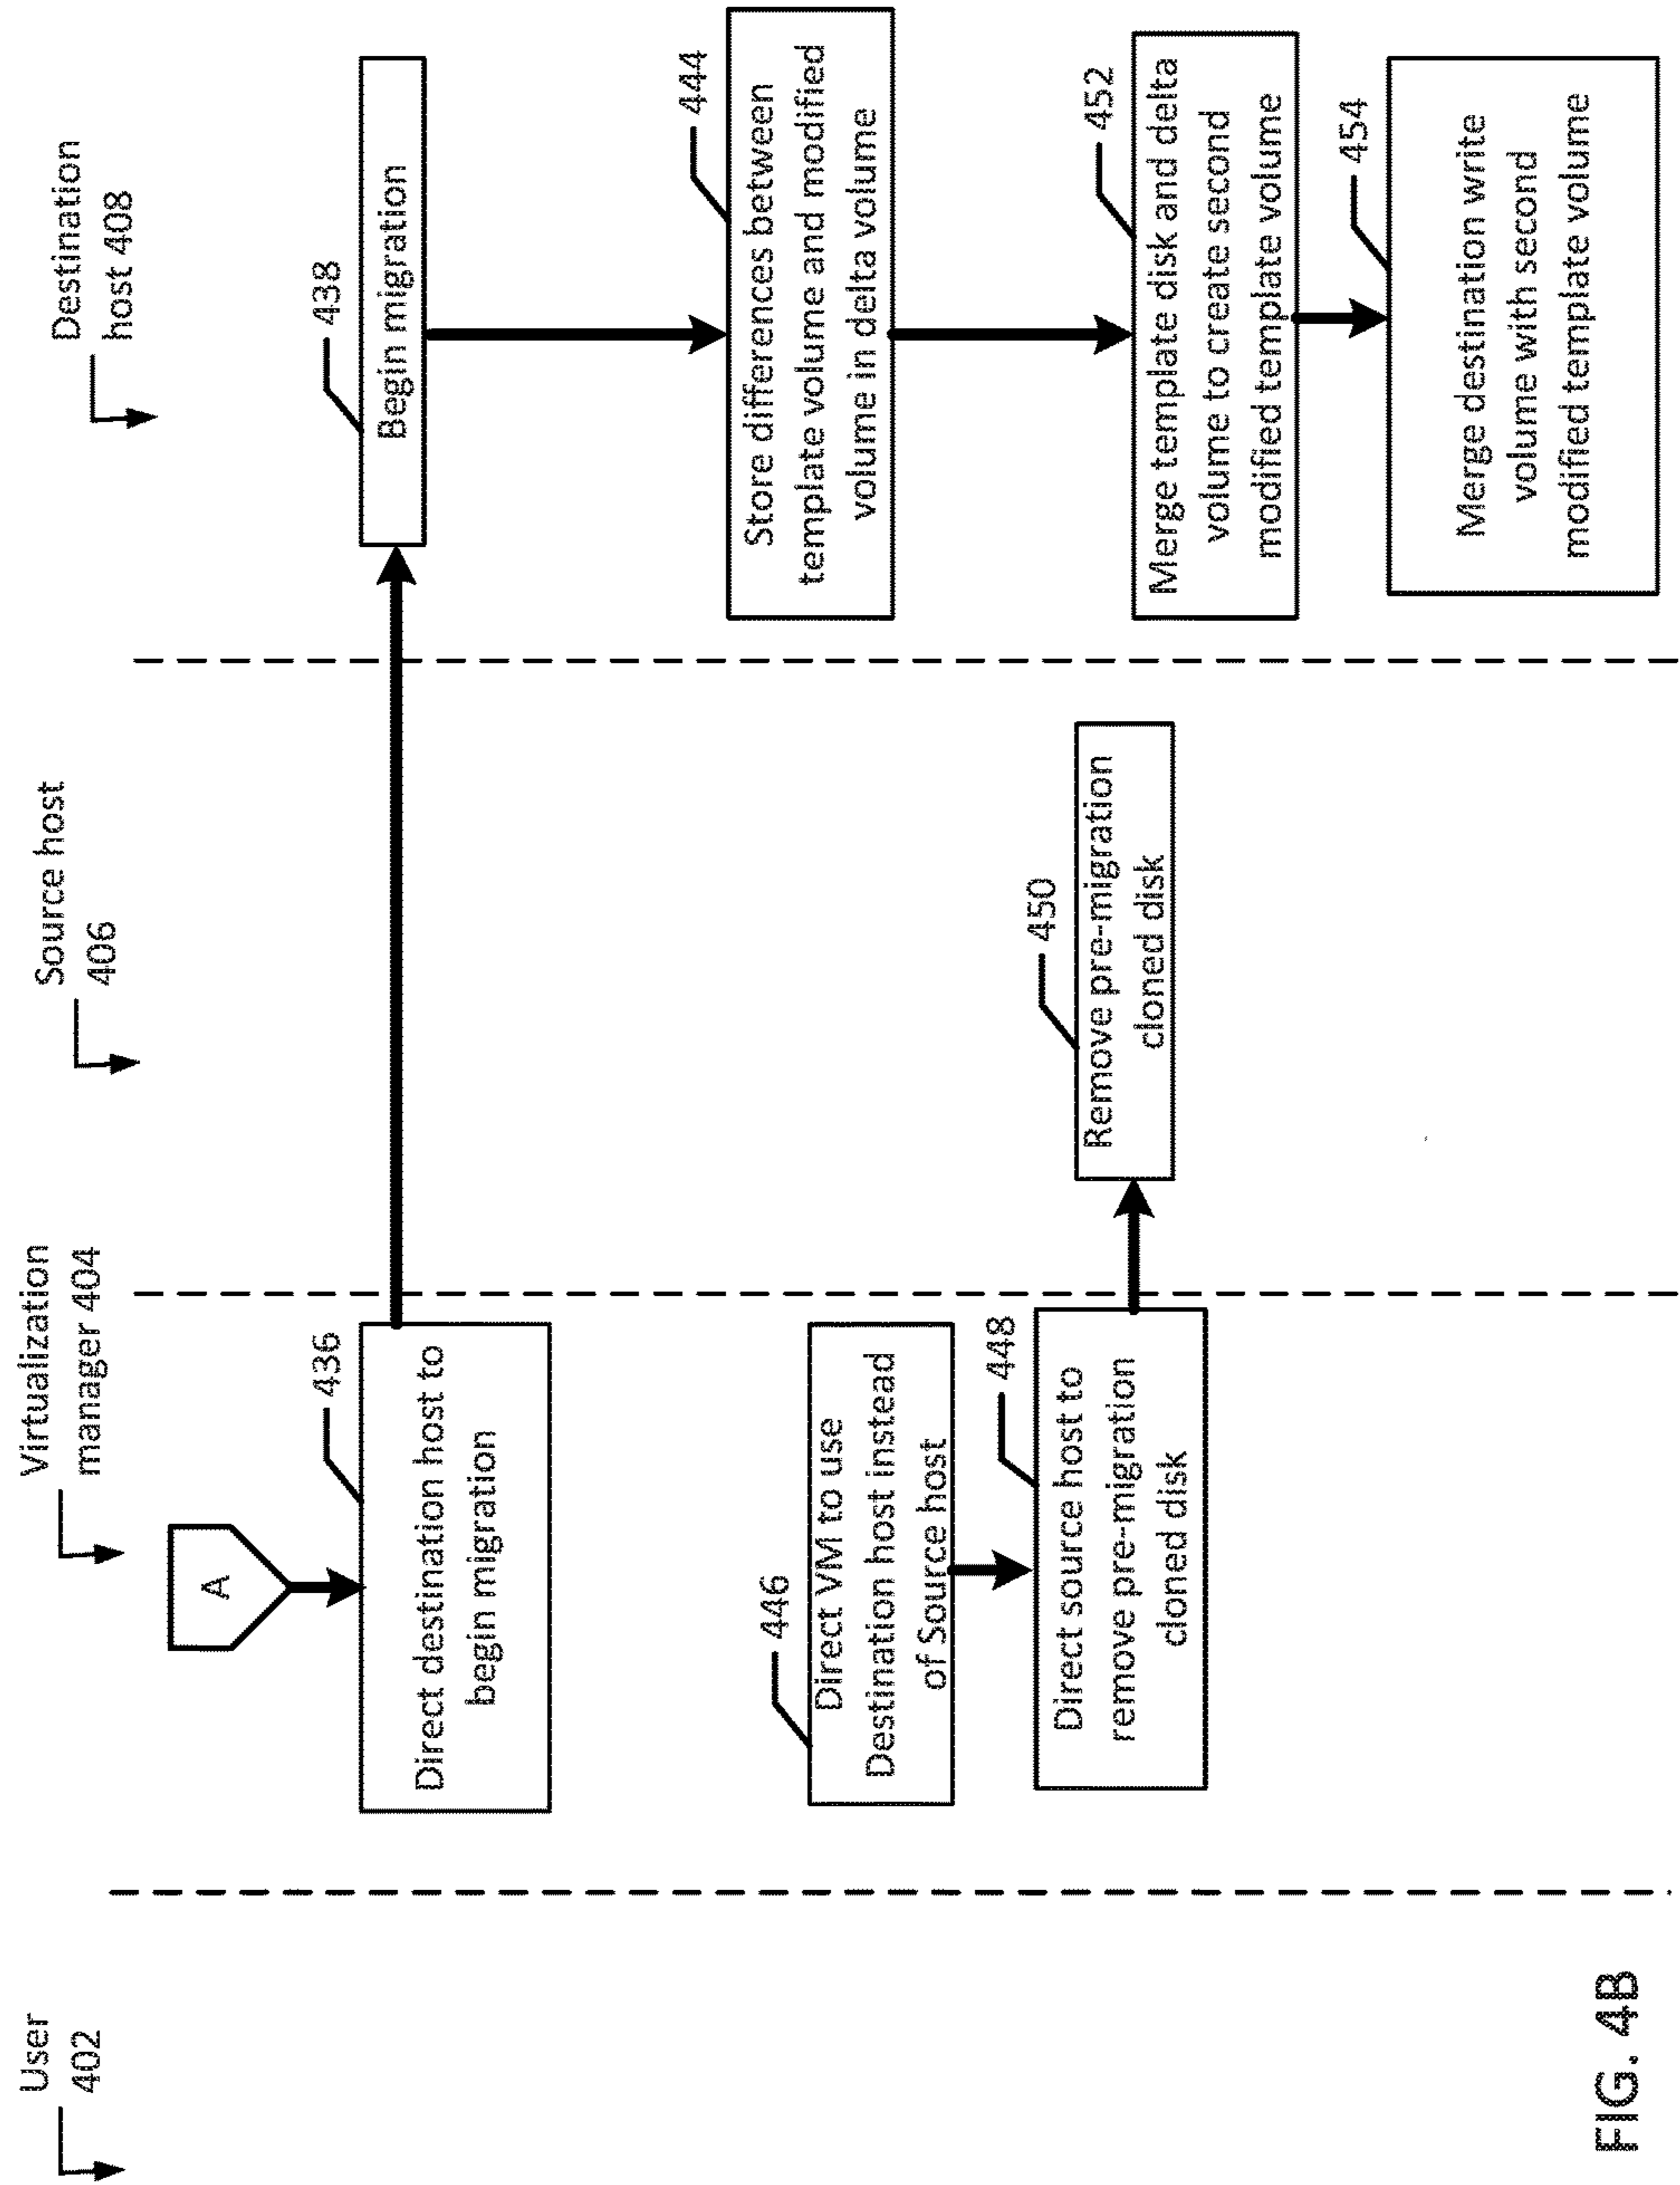 User
402
Virtualization
manager 404
Source host
406
Destination
host 408
A
436
Direct destination host to
begin migration
438
Begin migration
444
Store differences between
template volume and modified
volume in delta volume
446
Direct VM to use
Destination host instead
of Source host
448
Direct source host to
remove pre-migration
cloned disk
450
Remove pre-migration
cloned disk
452
Merge template disk and delta
volume to create second
modified template volume
454
Merge destination write
volume with second
modified template volume
FIG. 4B